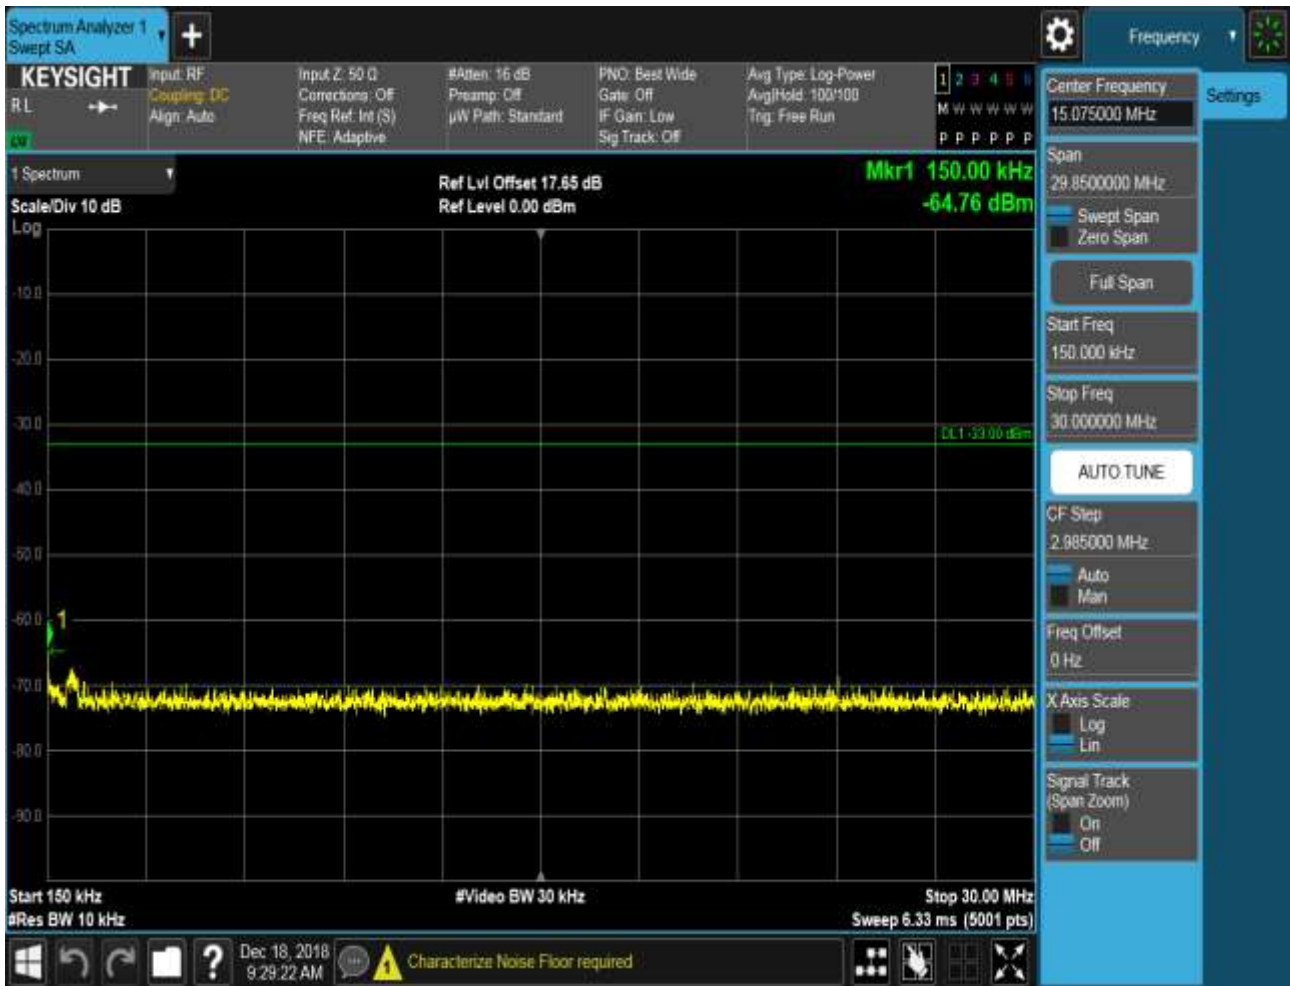 Spectrum Analyzer 1
Swept SA
Frequency
KEYSIGHT
RL
Input: RF
Coupling: DC
Align: Auto
Input Z: 50 Ω
Corrections: Off
Freq Ref: Int (S)
NFE: Adaptive
#Atten: 16 dB
Preamp: Off
µW Path: Standard
PNO: Best Wide
Gate: Off
IF Gain: Low
Sig Track: Off
Avg Type: Log-Power
Avg|Hold: 100/100
Trig: Free Run
1 2 3 4 5 6
M W W W W W
P P P P P P
1 Spectrum
Scale/Div 10 dB
Log
Ref Lvl Offset 17.65 dB
Ref Level 0.00 dBm
Mkr1 150.00 kHz
-64.76 dBm
-10.0
-20.0
-30.0
DL1 -33.00 dBm
-40.0
-50.0
-60.0
1
-70.0
-80.0
-90.0
Start 150 kHz
#Res BW 10 kHz
#Video BW 30 kHz
Stop 30.00 MHz
Sweep 6.33 ms (5001 pts)
Center Frequency
15.075000 MHz
Settings
Span
29.8500000 MHz
Swept Span
Zero Span
Full Span
Start Freq
150.000 kHz
Stop Freq
30.000000 MHz
AUTO TUNE
CF Step
2.985000 MHz
Auto
Man
Freq Offset
0 Hz
X Axis Scale
Log
Lin
Signal Track
(Span Zoom)
On
Off
?
Dec 18, 2018
9:29:22 AM
Characterize Noise Floor required